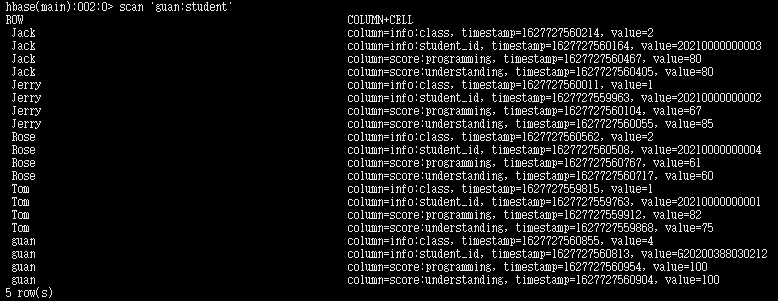 hbase(main):002:0> scan 'guan:student'
ROW COLUMN+CELL
Jack column=info:class, timestamp=1627727560214, value=2
Jack column=info:student_id, timestamp=1627727560164, value=20210000000003
Jack column=score:programming, timestamp=1627727560467, value=80
Jack column=score:understanding, timestamp=1627727560405, value=80
Jerry column=info:class, timestamp=1627727560011, value=1
Jerry column=info:student_id, timestamp=1627727559963, value=20210000000002
Jerry column=score:programming, timestamp=1627727560104, value=67
Jerry column=score:understanding, timestamp=1627727560055, value=85
Rose column=info:class, timestamp=1627727560562, value=2
Rose column=info:student_id, timestamp=1627727560508, value=20210000000004
Rose column=score:programming, timestamp=1627727560767, value=61
Rose column=score:understanding, timestamp=1627727560717, value=60
Tom column=info:class, timestamp=1627727559815, value=1
Tom column=info:student_id, timestamp=1627727559763, value=20210000000001
Tom column=score:programming, timestamp=1627727559912, value=82
Tom column=score:understanding, timestamp=1627727559868, value=75
guan column=info:class, timestamp=1627727560855, value=4
guan column=info:student_id, timestamp=1627727560813, value=G20200388030212
guan column=score:programming, timestamp=1627727560954, value=100
guan column=score:understanding, timestamp=1627727560904, value=100
5 row(s)